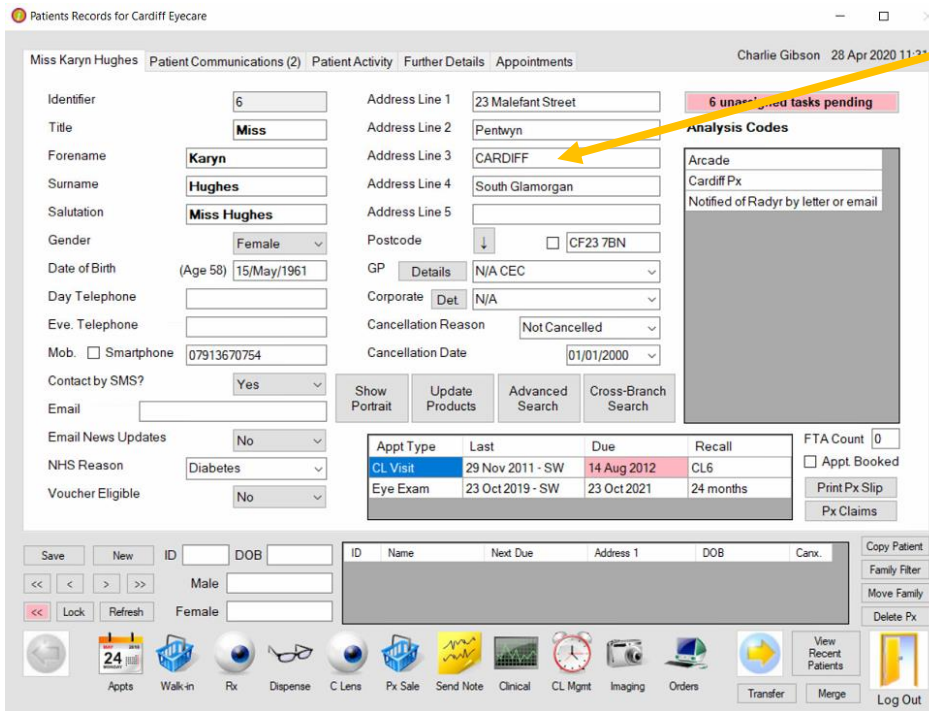 Patients Records for Cardiff Eyecare
Miss Karyn Hughes Patient Communications (2) Patient Activity Further Details Appointments
Charlie Gibson 28 Apr 2020
Identifier 6
Title Miss
Forename Karyn
Surname Hughes
Salutation Miss Hughes
Gender Female
Date of Birth (Age 58) 15/May/1961
Day Telephone
Eve. Telephone
Mob. Smartphone 07913670754
Contact by SMS? Yes
Email
Email News Updates No
NHS Reason Diabetes
Voucher Eligible No
Address Line 1 23 Malefant Street
Address Line 2 Pentwyn
Address Line 3 CARDIFF
Address Line 4 South Glamorgan
Address Line 5
Postcode ↓ CF23 7BN
GP Details N/A CEC
Corporate Det. N/A
Cancellation Reason Not Cancelled
Cancellation Date 01/01/2000
Show Portrait
Update Products
Advanced Search
Cross-Branch Search
6 unassigned tasks pending
Analysis Codes
Arcade
Cardiff Px
Notified of Radyr by letter or email
Appt Type Last Due Recall
CL Visit 29 Nov 2011 - SW 14 Aug 2012 CL6
Eye Exam 23 Oct 2019 - SW 23 Oct 2021 24 months
FTA Count 0
Appt. Booked
Print Px Slip
Px Claims
Save New ID DOB
<< < > >> Male
<< Lock Refresh Female
ID Name Next Due Address 1 DOB Canx.
Copy Patient
Family Filter
Move Family
Delete Px
24
Appts Walk-in Rx Dispense C Lens Px Sale Send Note Clinical CL Mgmt Imaging Orders
Transfer
View Recent Patients
Merge
Log Out